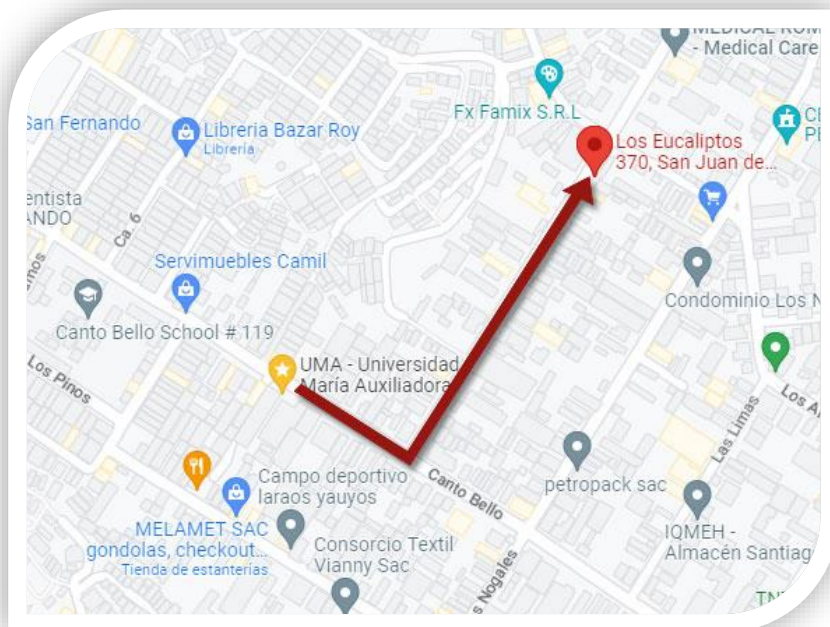 MEDICAL ROM
- Medical Care
Fx Famix S.R.L
San Fernando
Libreria Bazar Roy
Librería
Los Eucaliptos
370, San Juan de...
entista
ANDO
Ca. 6
Servimuebles Camil
Canto Bello School # 119
Condominio Los N
Los Pinos
UMA - Universidad
María Auxiliadora
Las Limas
Campo deportivo
laraos yauyos
Canto Bello
petropack sac
MELAMET SAC
gondolas, checkout...
Tienda de estanterías
Consorcio Textil
Vianny Sac
s Nogales
IQMEH -
Almacén Santiag